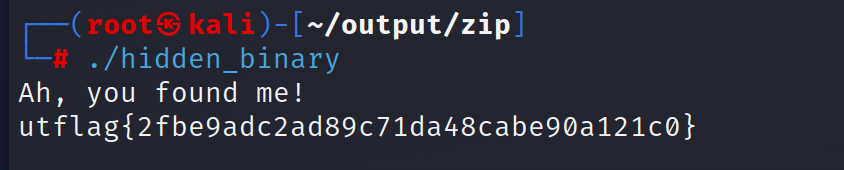 ┌──(root㉿kali)-[~/output/zip]
└─# ./hidden_binary
Ah, you found me!
utflag{2fbe9adc2ad89c71da48cabe90a121c0}